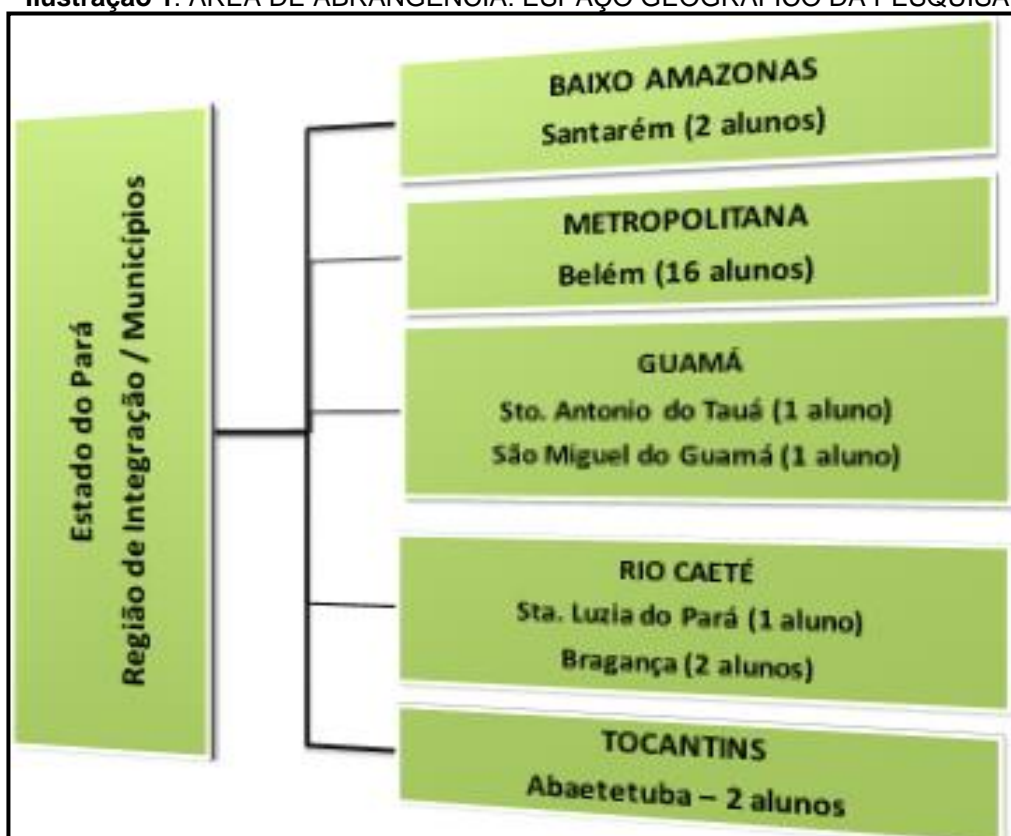 Ilustração 1: ÁREA DE ABRANGÊNCIA: ESPAÇO GEOGRÁFICO DA PESQUISA
Estado do Pará
Região de Integração / Municípios
BAIXO AMAZONAS
Santarém (2 alunos)
METROPOLITANA
Belém (16 alunos)
GUAMÁ
Sto. Antonio do Tauá (1 aluno)
São Miguel do Guamá (1 aluno)
RIO CAETÉ
Sta. Luzia do Pará (1 aluno)
Bragança (2 alunos)
TOCANTINS
Abaetetuba – 2 alunos